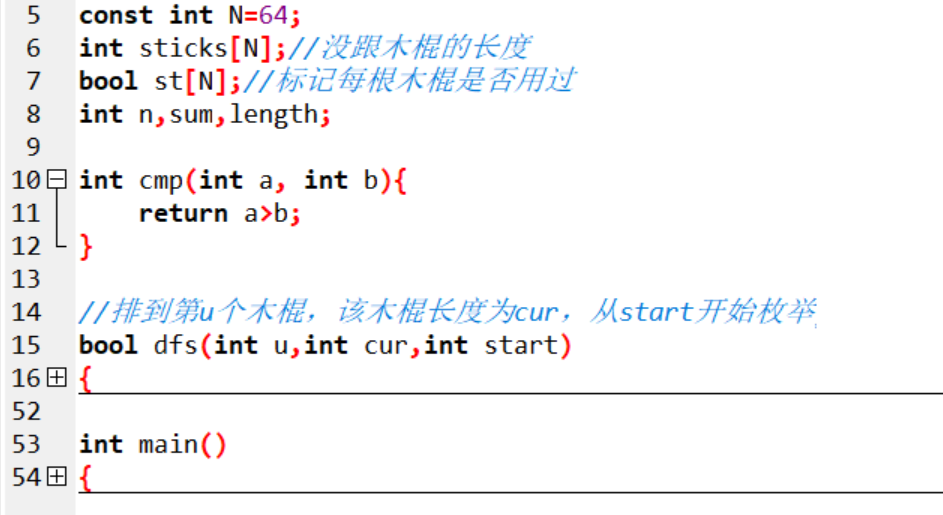 5 const int N=64;
6 int sticks[N];//没跟木棍的长度
7 bool st[N];//标记每根木棍是否用过
8 int n,sum,length;
9
10 int cmp(int a, int b){
11 return a>b;
12 }
13
14 //排到第u个木棍，该木棍长度为cur，从start开始枚举
15 bool dfs(int u,int cur,int start)
16 {
52
53 int main()
54 {